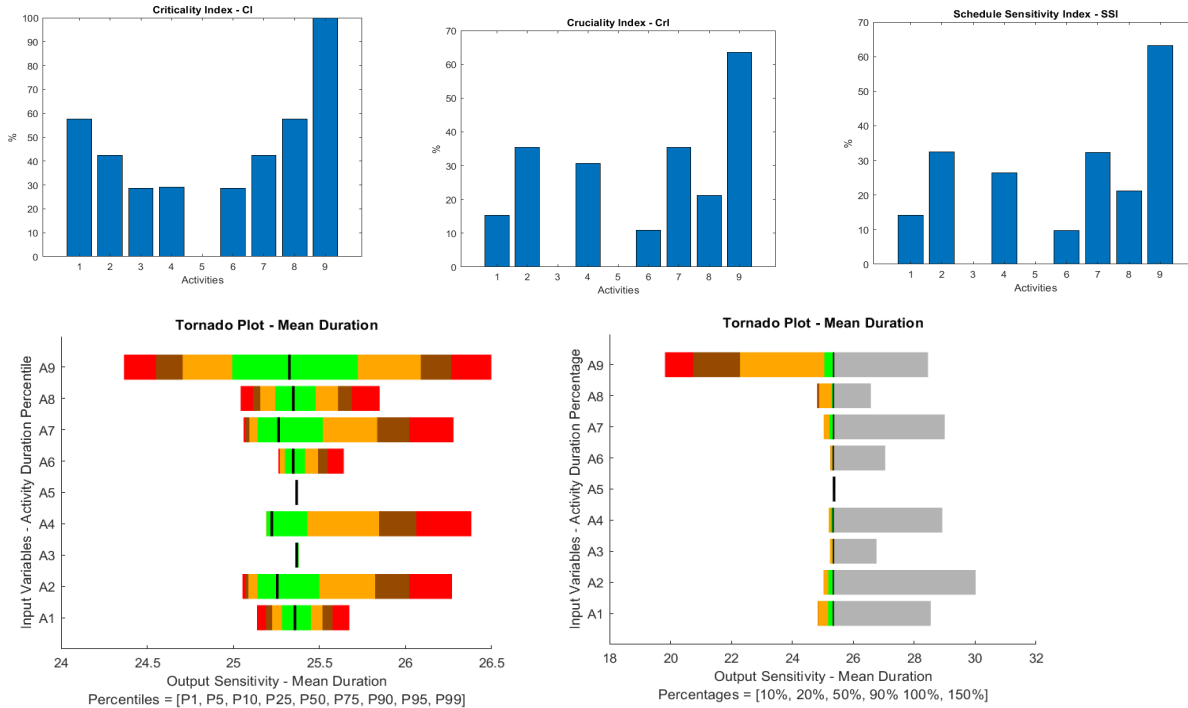 Criticality Index - CI
100
90
80
70
60
50
40
30
20
10
0
%
1 2 3 4 5 6 7 8 9
Activities
Cruciality Index - CrI
70
60
50
40
30
20
10
0
%
1 2 3 4 5 6 7 8 9
Activities
Schedule Sensitivity Index - SSI
70
60
50
40
30
20
10
0
%
1 2 3 4 5 6 7 8 9
Activities
Tornado Plot - Mean Duration
Input Variables - Activity Duration Percentile
A9
A8
A7
A6
A5
A4
A3
A2
A1
24 24.5 25 25.5 26 26.5
Output Sensitivity - Mean Duration
Percentiles = [P1, P5, P10, P25, P50, P75, P90, P95, P99]
Tornado Plot - Mean Duration
Input Variables - Activity Duration Percentage
A9
A8
A7
A6
A5
A4
A3
A2
A1
18 20 22 24 26 28 30 32
Output Sensitivity - Mean Duration
Percentages = [10%, 20%, 50%, 90% 100%, 150%]